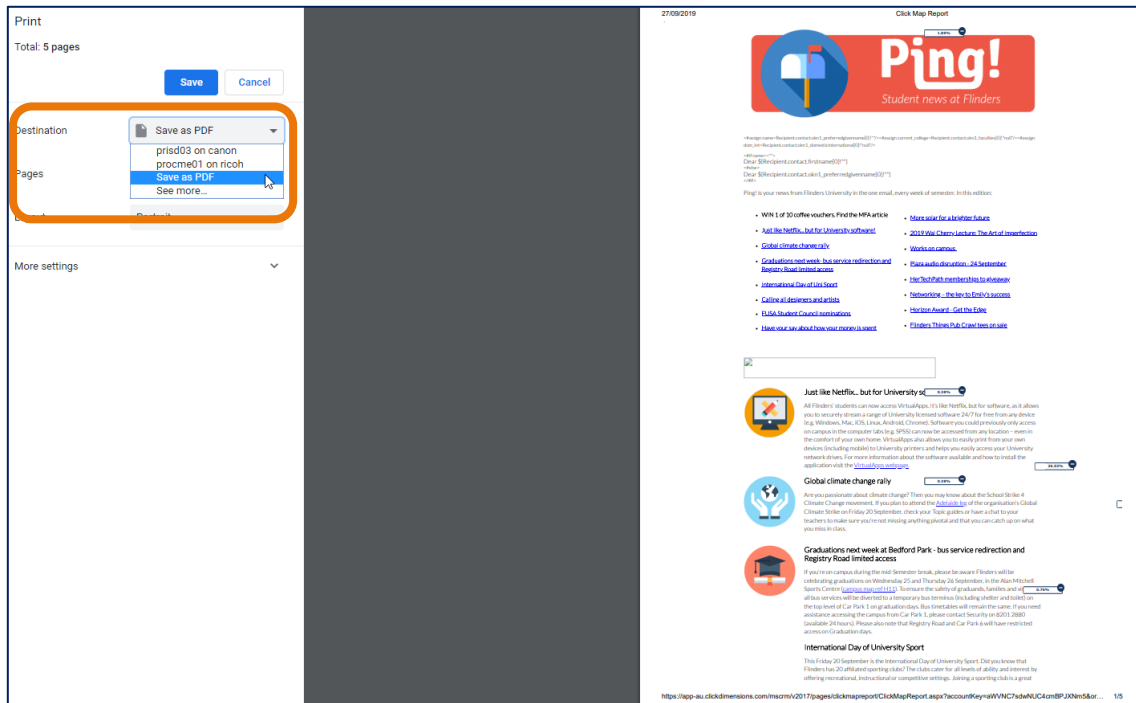 Print
Total: 5 pages
Save
Cancel
Destination
Save as PDF
prisd03 on canon
procme01 on ricoh
Save as PDF
See more...
Pages
Portrait
More settings
27/09/2019
Click Map Report
Ping!
Student news at Flinders
Dear ${Recipient.contact.firstname[0]!""}
Ping! is your news from Flinders University in the one email, every week of semester. In this edition:
WIN 1 of 10 coffee vouchers. Find the MFA article
Just like Netflix... but for University software!
Global climate change rally
Graduations next week- bus service redirection and
Registry Road limited access
International Day of Uni Sport
Calling all designers and artists
FUSA Student Council nominations
Have your say about how your money is spent
More solar for a brighter future
2019 Wal Cherry Lecture: The Art of Imperfection
Works on campus
Plaza audio disruption - 24 September
HerTechPath memberships to giveaway
Networking – the key to Emily's success
Horizon Award - Get the Edge
Flinders Things Pub Crawl tees on sale
Just like Netflix... but for University
All Flinders' students can now access VirtualApps. It's like Netflix, but for software, as it allows
you to securely stream a range of University licensed software 24/7 for free from any device
(e.g. Windows, Mac, iOS, Linux, Android, Chrome). Software you could previously only access
on campus in the computer labs (e.g. SPSS) can now be accessed from any location – even in
the comfort of your own home. VirtualApps also allows you to easily print from your own
devices (including mobile) to University printers and helps you easily access your University
network drives. For more information about the software available and how to install the
application visit the VirtualApps webpage.
Global climate change rally
Are you passionate about climate change? Then you may know about the School Strike 4
Climate Change movement. If you plan to attend the Adelaide leg of the organisation's Global
Climate Strike on Friday 20 September, check your Topic guides or have a chat to your
teachers to make sure you're not missing anything pivotal and that you can catch up on what
you miss in class.
Graduations next week at Bedford Park - bus service redirection and
Registry Road limited access
If you're on campus during the mid-Semester break, please be aware Flinders will be
celebrating graduations on Wednesday 25 and Thursday 26 September, in the Alan Mitchell
Sports Centre (campus map ref H11). To ensure the safety of graduands, families and
all bus services will be diverted to a temporary bus terminus (including shelter and toilet) on
the top level of Car Park 1 on graduation days. Bus timetables will remain the same. If you need
assistance accessing the campus from Car Park 1, please contact Security on 8201 2880
(available 24 hours). Please also note that Registry Road and Car Park 6 will have restricted
access on Graduation days.
International Day of University Sport
This Friday 20 September is the International Day of University Sport. Did you know that
Flinders has 20 affiliated sporting clubs? The clubs cater for all levels of ability and interest by
offering recreational, instructional or competitive settings. Joining a sporting club is a great
1/5